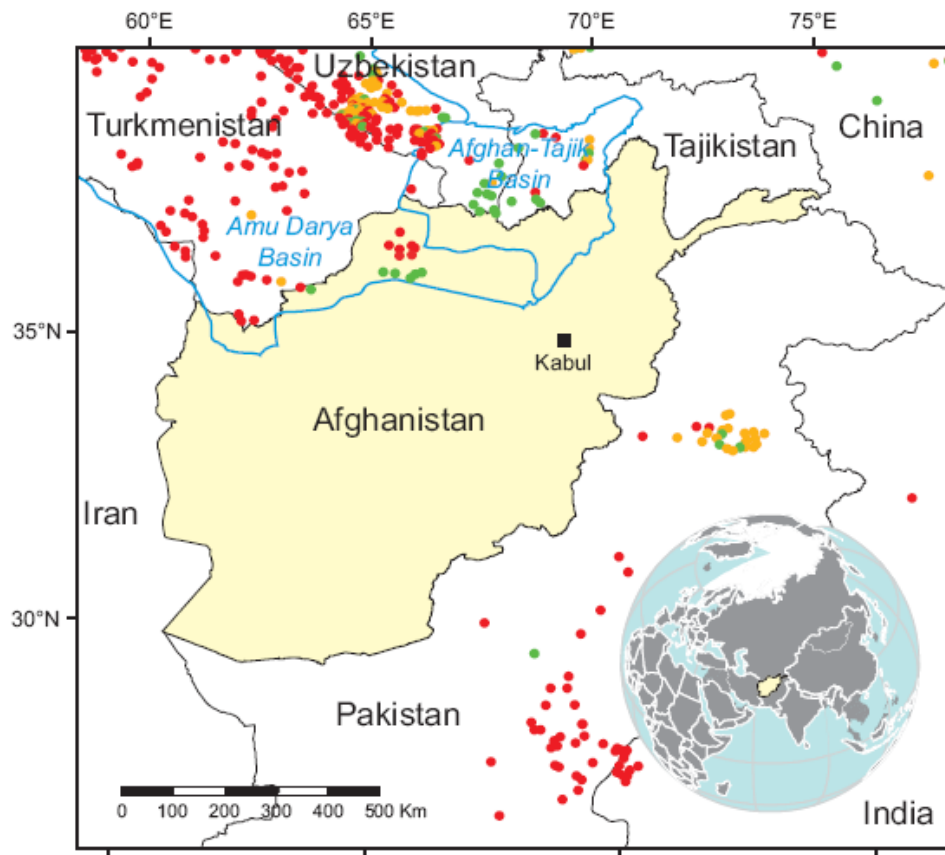 60°E
65°E
70°E
75°E
Uzbekistan
Turkmenistan
Tajikistan
China
Afghan-Tajik
Basin
Amu Darya
Basin
35°N
Kabul
Afghanistan
Iran
30°N
Pakistan
0 100 200 300 400 500 Km
India